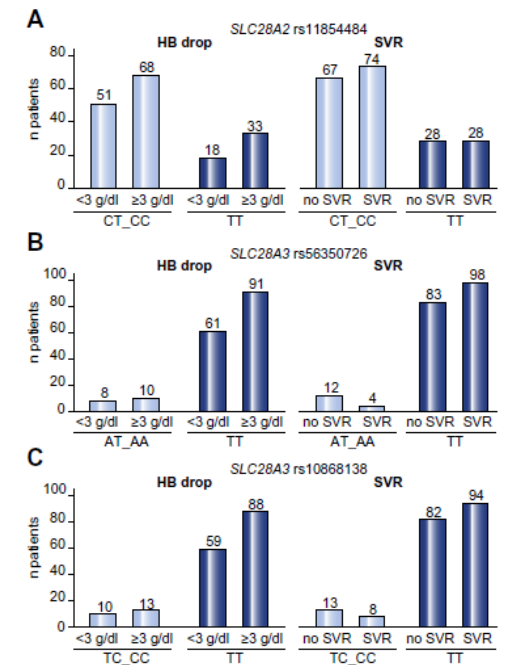 A
SLC28A2 rs11854484
HB drop SVR
n patients
80
60
40
20
0
51 68 18 33 67 74 28 28
<3 g/dl ≥3 g/dl <3 g/dl ≥3 g/dl no SVR SVR no SVR SVR
CT_CC TT CT_CC TT
B
SLC28A3 rs56350726
HB drop SVR
n patients
100
80
60
40
20
0
8 10 61 91 12 4 83 98
<3 g/dl ≥3 g/dl <3 g/dl ≥3 g/dl no SVR SVR no SVR SVR
AT_AA TT AT_AA TT
C
SLC28A3 rs10868138
HB drop SVR
n patients
100
80
60
40
20
0
10 13 59 88 13 8 82 94
<3 g/dl ≥3 g/dl <3 g/dl ≥3 g/dl no SVR SVR no SVR SVR
TC_CC TT TC_CC TT